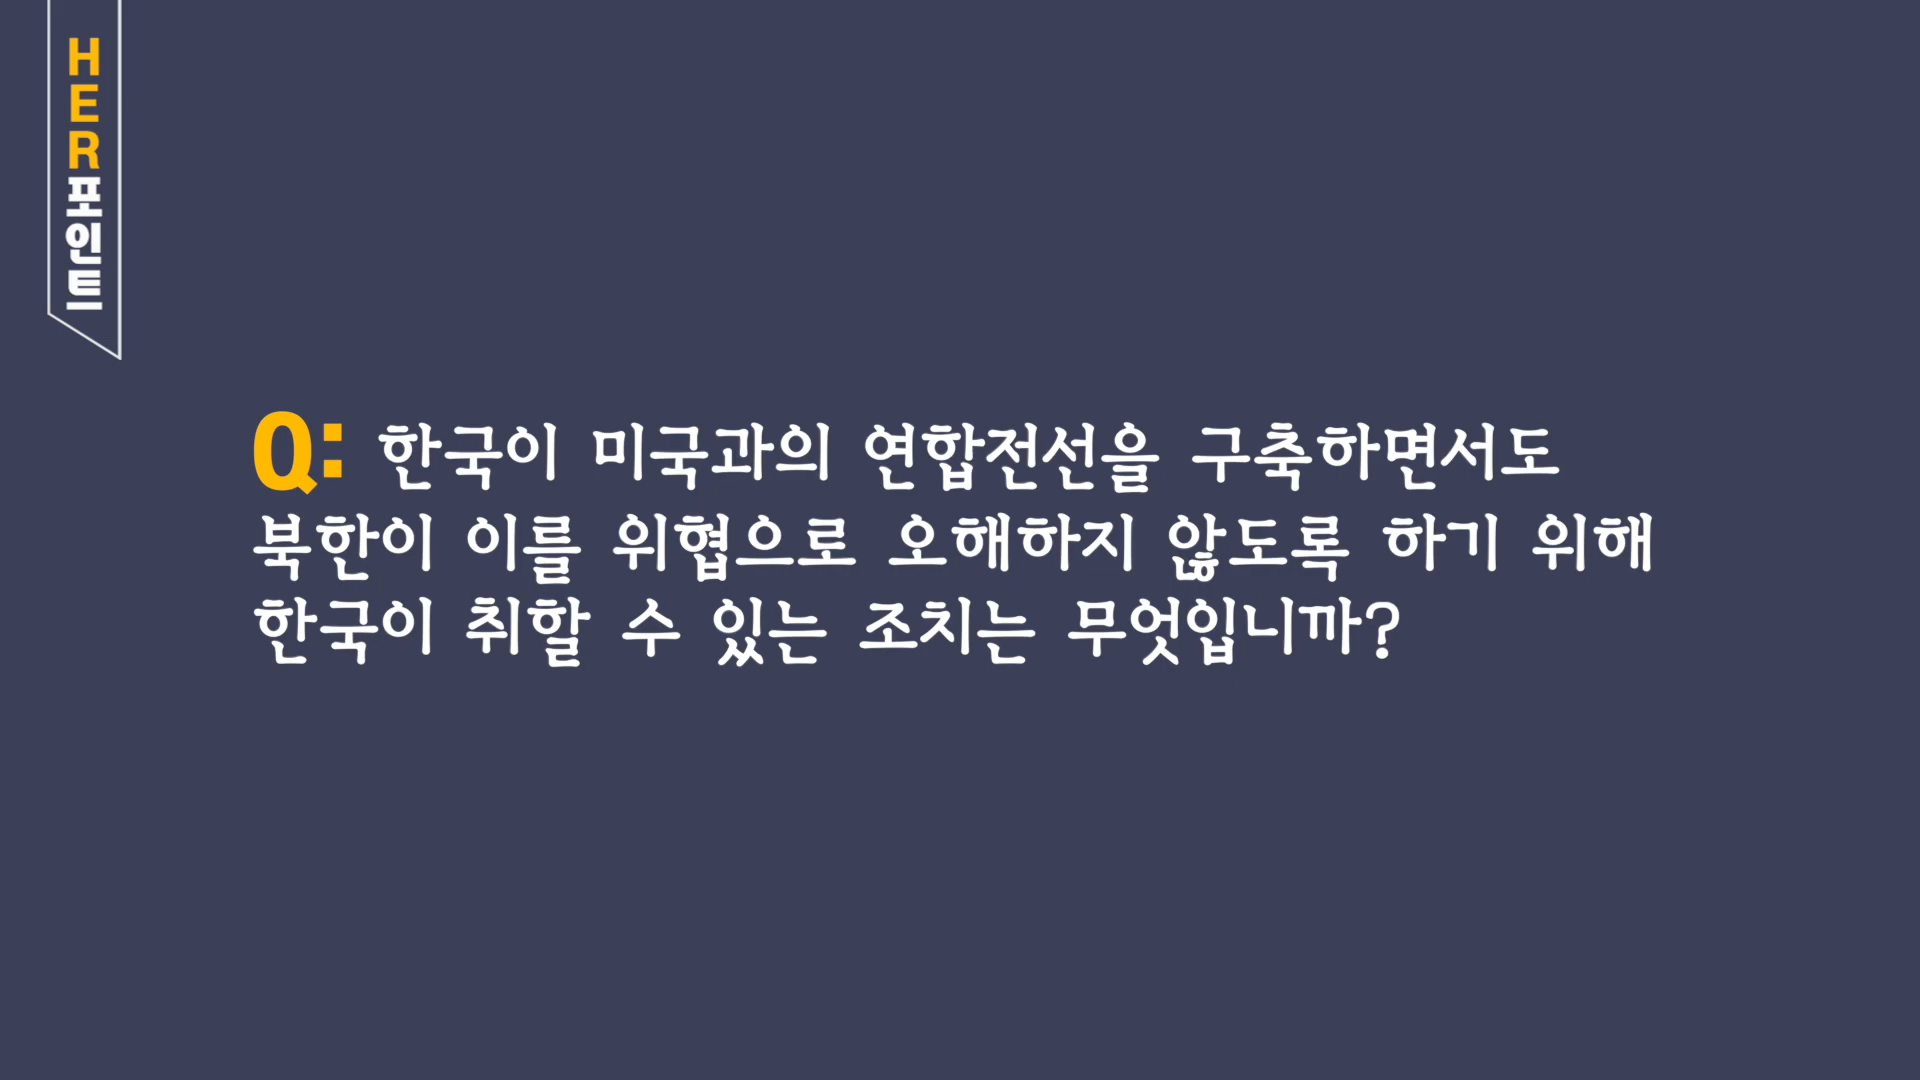 HER포인트
Q: 한국이 미국과의 연합전선을 구축하면서도
북한이 이를 위협으로 오해하지 않도록 하기 위해
한국이 취할 수 있는 조치는 무엇입니까?